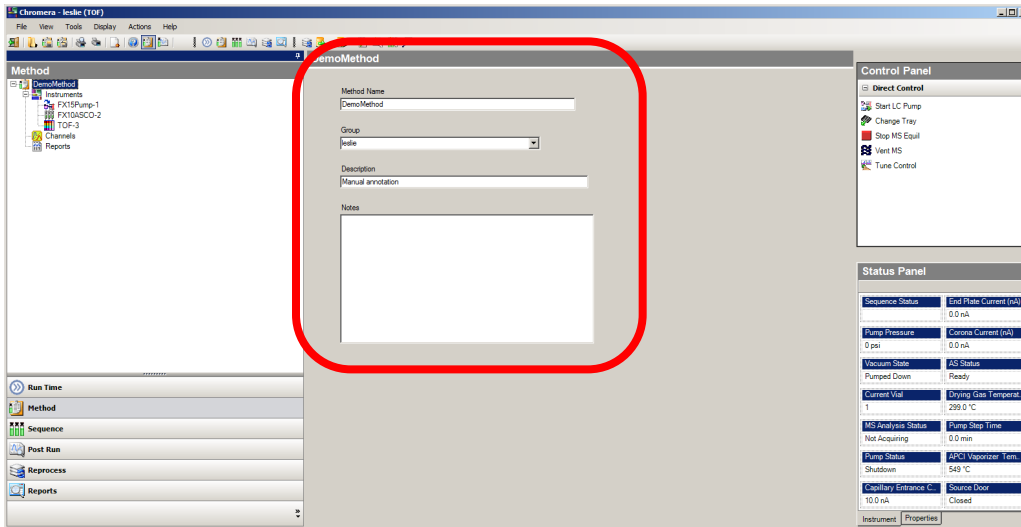 Chromera - leslie (TOF)
File View Tools Display Actions Help
Method
DemoMethod
Instruments
FX15Pump-1
FX10ASCO-2
TOF-3
Channels
Reports
Run Time
Method
Sequence
Post Run
Reprocess
Reports
DemoMethod
Method Name
DemoMethod
Group
leslie
Description
Manual annotation
Notes
Control Panel
Direct Control
Start LC Pump
Change Tray
Stop MS Equil
Vent MS
Tune Control
Status Panel
Sequence Status End Plate Current (nA)
0.0 nA
Pump Pressure Corona Current (nA)
0 psi 0.0 nA
Vacuum State AS Status
Pumped Down Ready
Current Vial Drying Gas Temperat..
1 299.0 °C
MS Analysis Status Pump Step Time
Not Acquiring 0.0 min
Pump Status APCI Vaporizer Tem..
Shutdown 549 °C
Capillary Entrance C.. Source Door
10.0 nA Closed
Instrument Properties